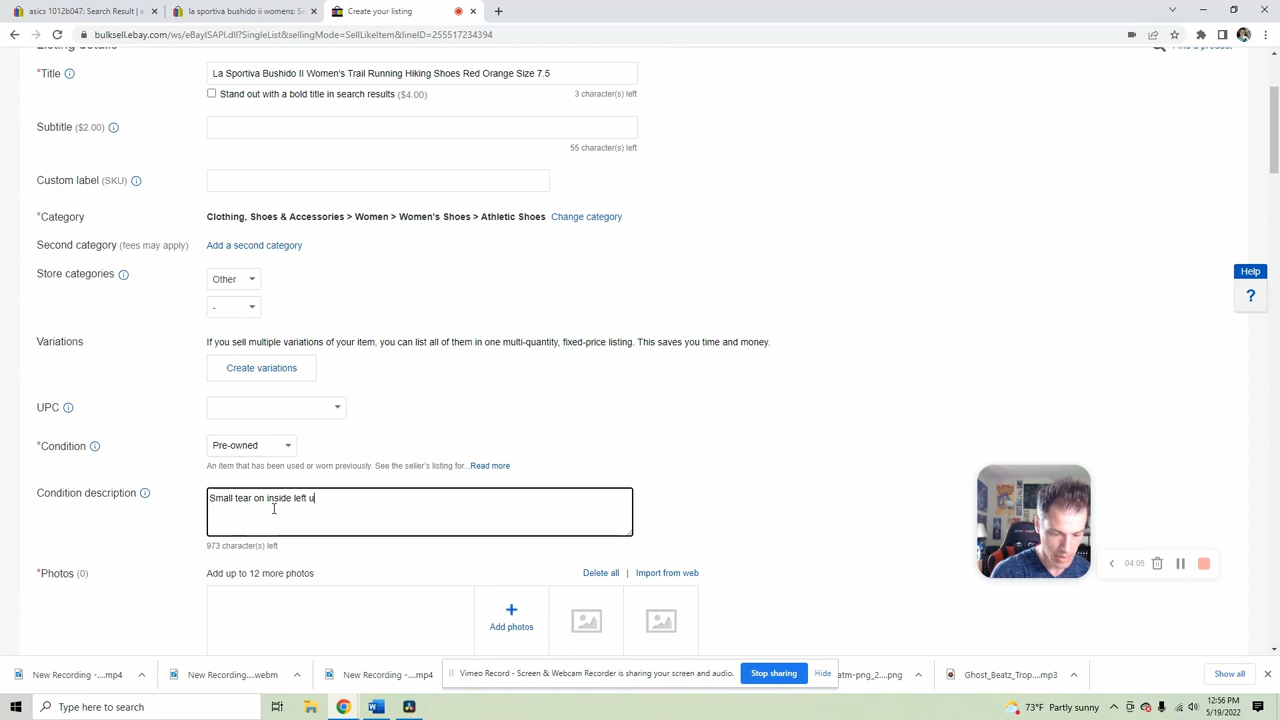 asics 1012b047: Search Result | e
la sportiva bushido ii womens: Se
Create your listing
bulksell.ebay.com/ws/eBayISAPI.dll?SingleList&sellingMode=SellLikeItem&lineID=255517234394
Listing details
Find a product
*Title
La Sportiva Bushido II Women's Trail Running Hiking Shoes Red Orange Size 7.5
Stand out with a bold title in search results ($4.00)
3 character(s) left
Subtitle ($2.00)
55 character(s) left
Custom label (SKU)
*Category
Clothing, Shoes & Accessories > Women > Women's Shoes > Athletic Shoes Change category
Second category (fees may apply)
Add a second category
Store categories
Other
-
Help
?
Variations
If you sell multiple variations of your item, you can list all of them in one multi-quantity, fixed-price listing. This saves you time and money.
Create variations
UPC
*Condition
Pre-owned
An item that has been used or worn previously. See the seller's listing for...Read more
Condition description
Small tear on inside left u
973 character(s) left
04:05
*Photos (0)
Add up to 12 more photos
Delete all | Import from web
Add photos
New Recording -....mp4
New Recording....webm
New Recording -....mp4
Vimeo Record - Screen & Webcam Recorder is sharing your screen and audio.
Stop sharing
Hide
atm-png_2....png
Ghost_Beatz_Trop....mp3
Show all
Type here to search
73°F Partly sunny
12:56 PM
5/19/2022